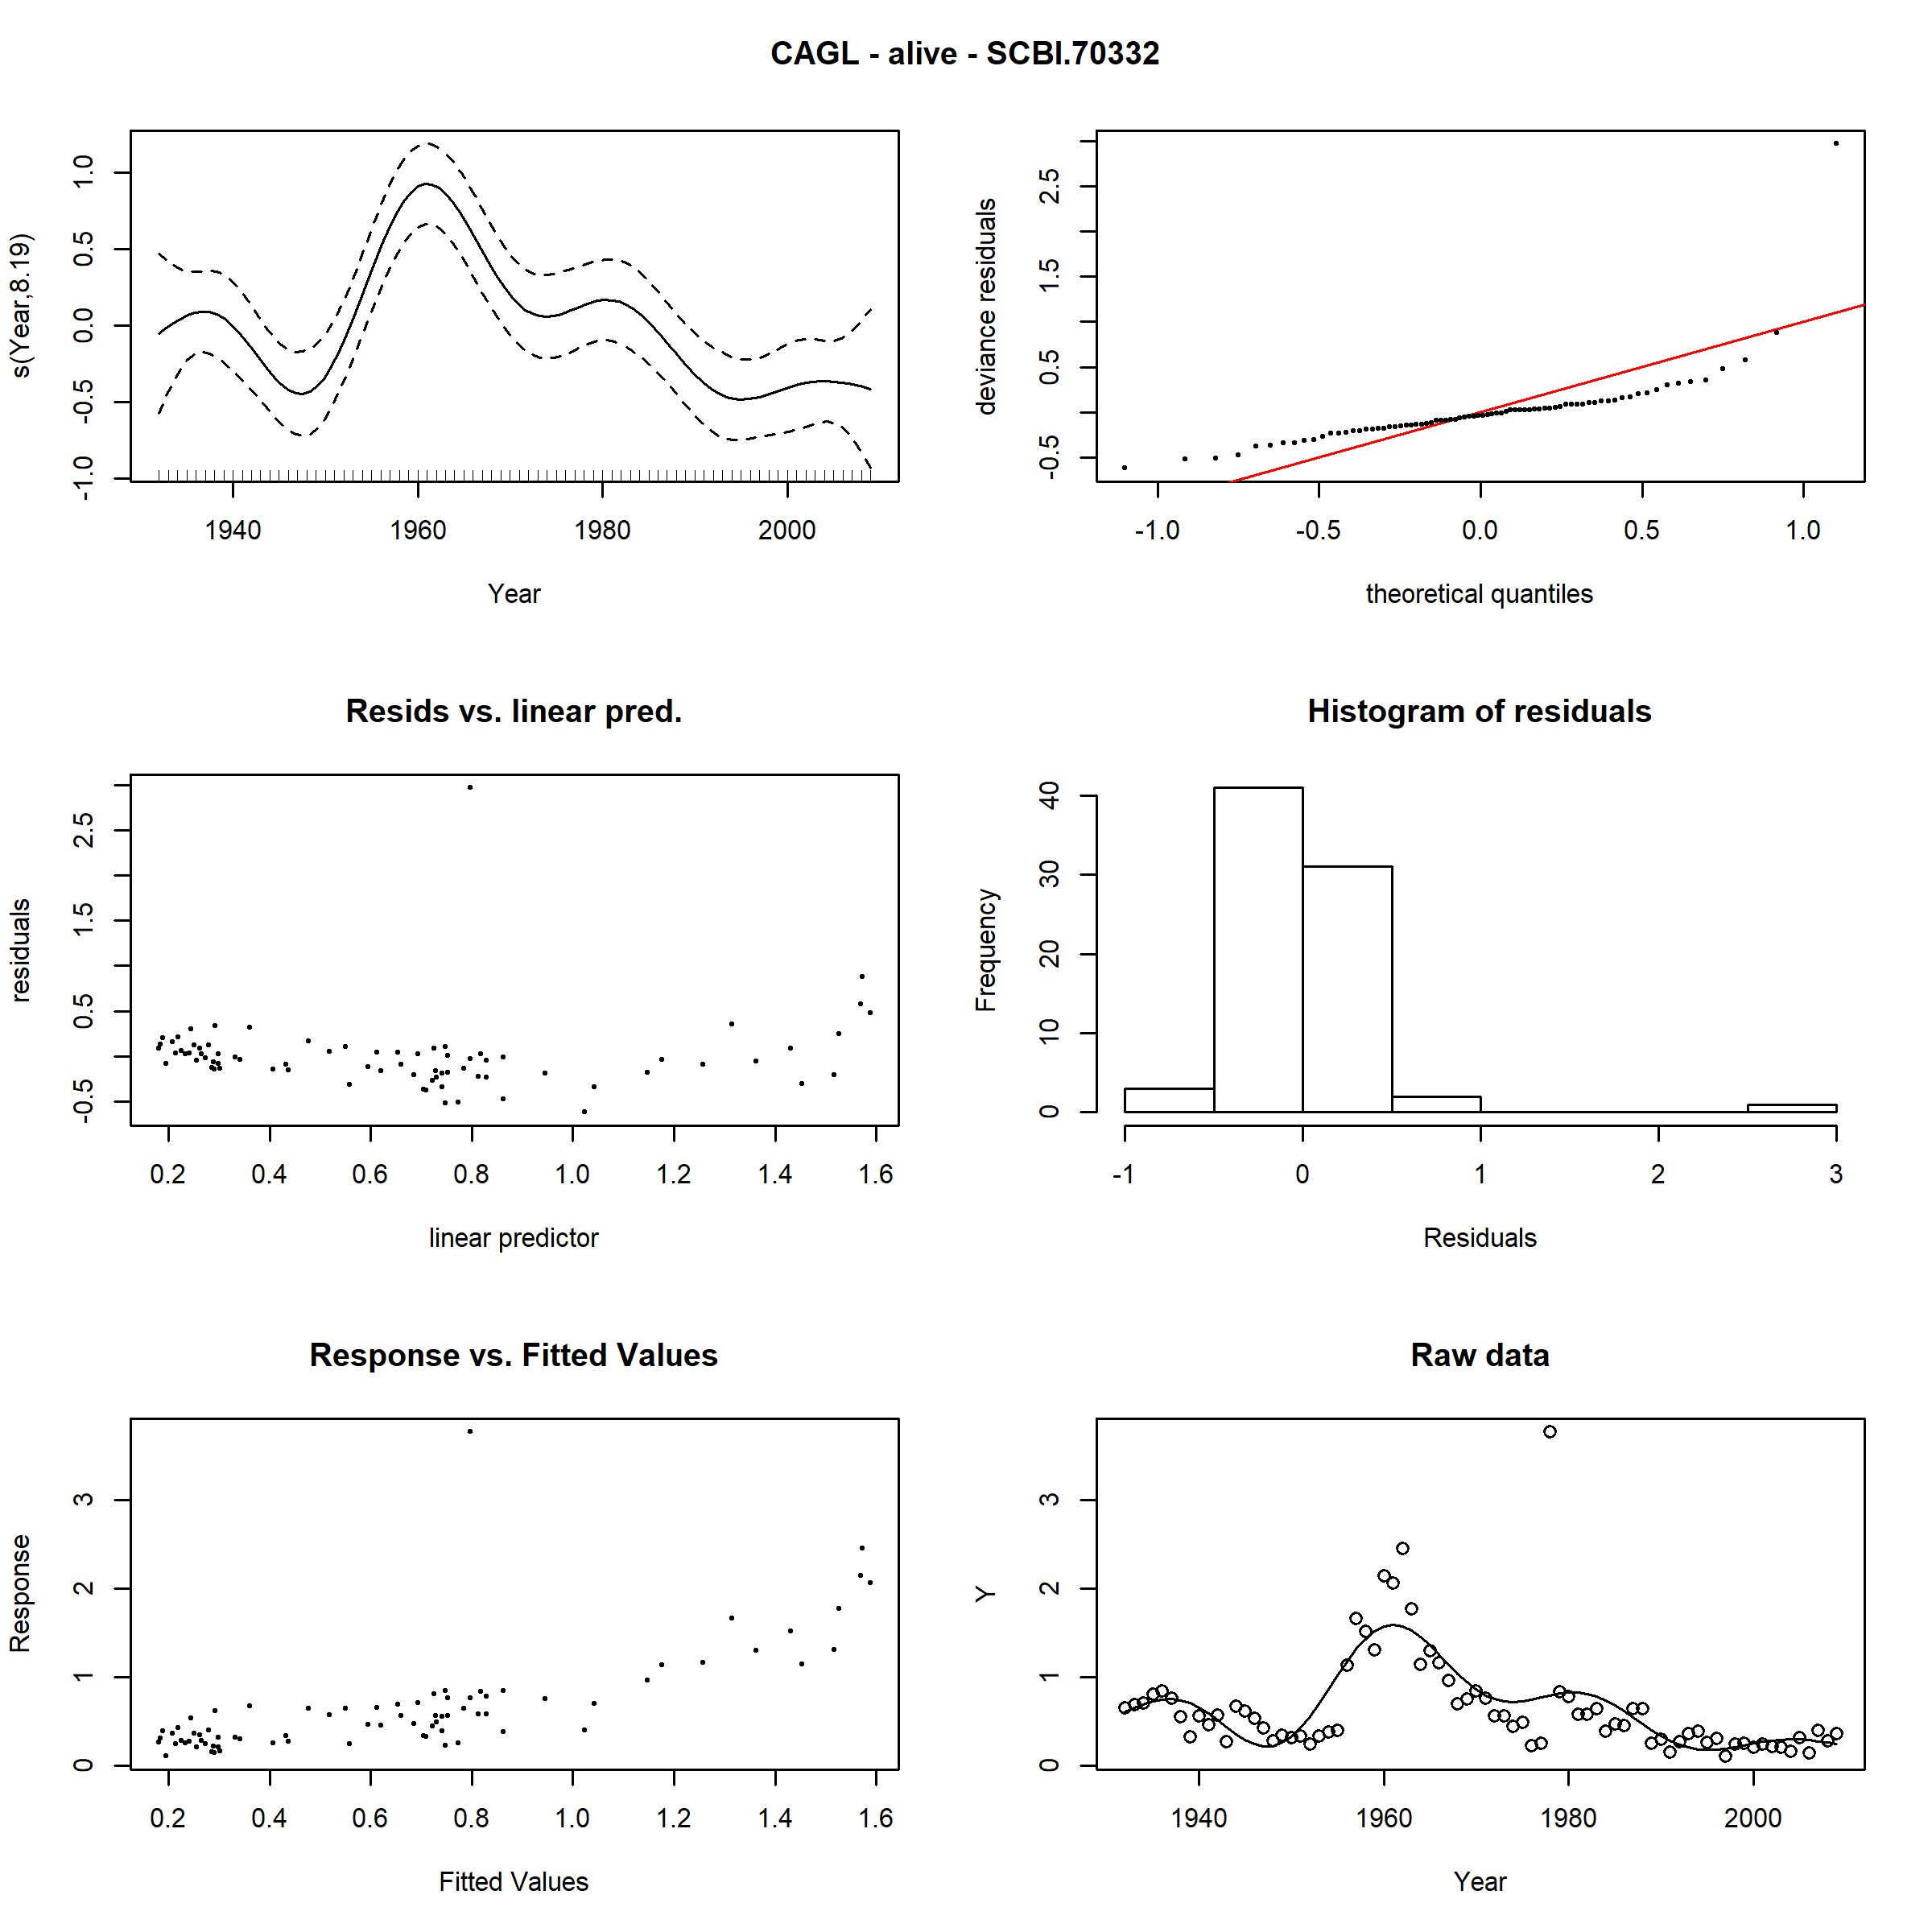 CAGL - alive - SCBI.70332
s(Year,8.19)
-1.0 -0.5 0.0 0.5 1.0
1940 1960 1980 2000
Year
deviance residuals
-0.5 0.5 1.5 2.5
-1.0 -0.5 0.0 0.5 1.0
theoretical quantiles
Resids vs. linear pred.
residuals
-0.5 0.5 1.5 2.5
0.2 0.4 0.6 0.8 1.0 1.2 1.4 1.6
linear predictor
Histogram of residuals
Frequency
0 10 20 30 40
-1 0 1 2 3
Residuals
Response vs. Fitted Values
Response
0 1 2 3
0.2 0.4 0.6 0.8 1.0 1.2 1.4 1.6
Fitted Values
Raw data
Y
0 1 2 3
1940 1960 1980 2000
Year